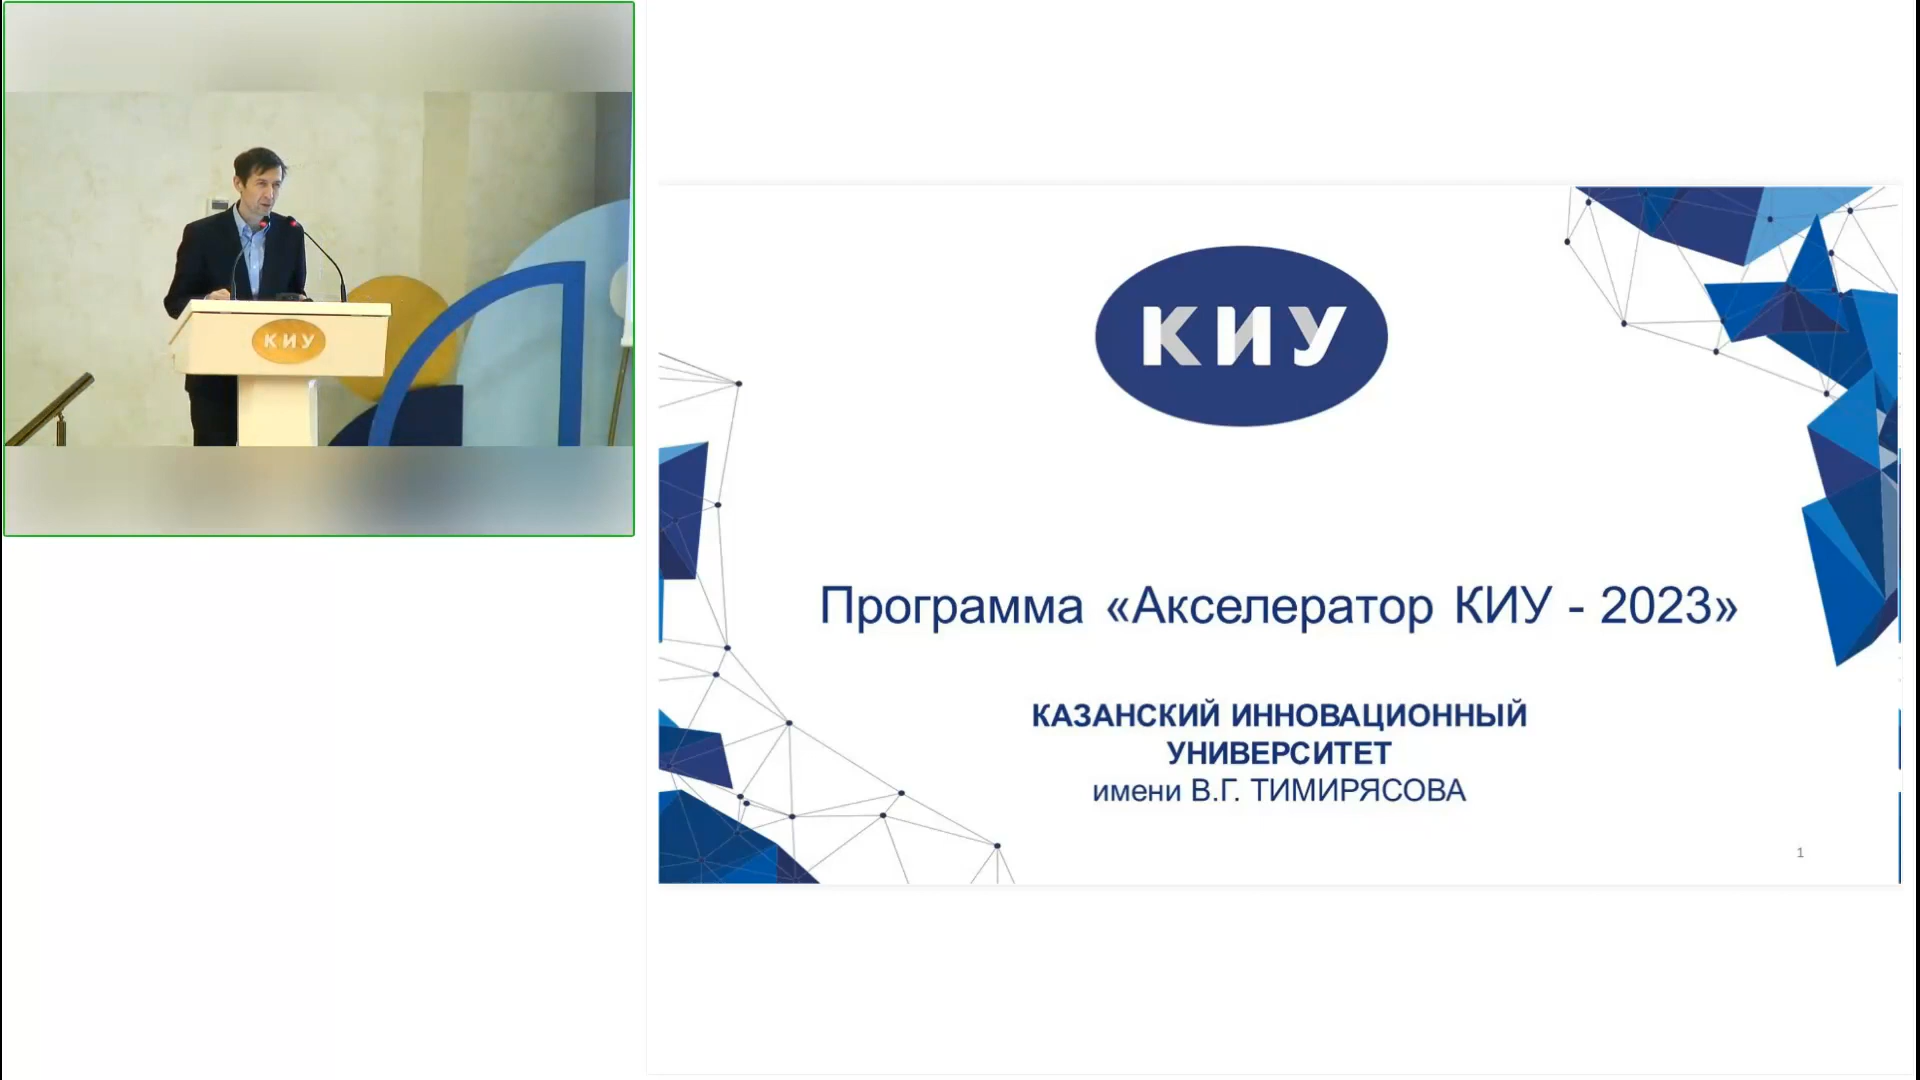 КИУ
КИУ
Программа «Акселератор КИУ - 2023»
КАЗАНСКИЙ ИННОВАЦИОННЫЙ
УНИВЕРСИТЕТ
имени В.Г. ТИМИРЯСОВА
1